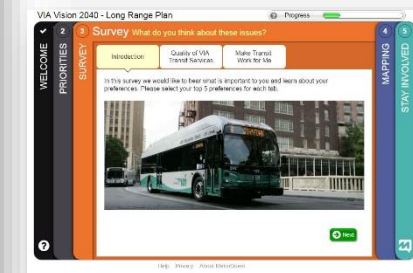 VIA Vision 2040 - Long Range Plan
Progress
WELCOME
2
PRIORITIES
3
SURVEY
Survey What do you think about these issues?
Introduction
Quality of VIA
Transit Services
Make Transit
Work for Me
In this survey we would like to hear what is important to you and learn about your
preferences. Please select your top 5 preferences for each tab.
Next
4
MAPPING
5
STAY INVOLVED
Help Privacy About MetroQuest